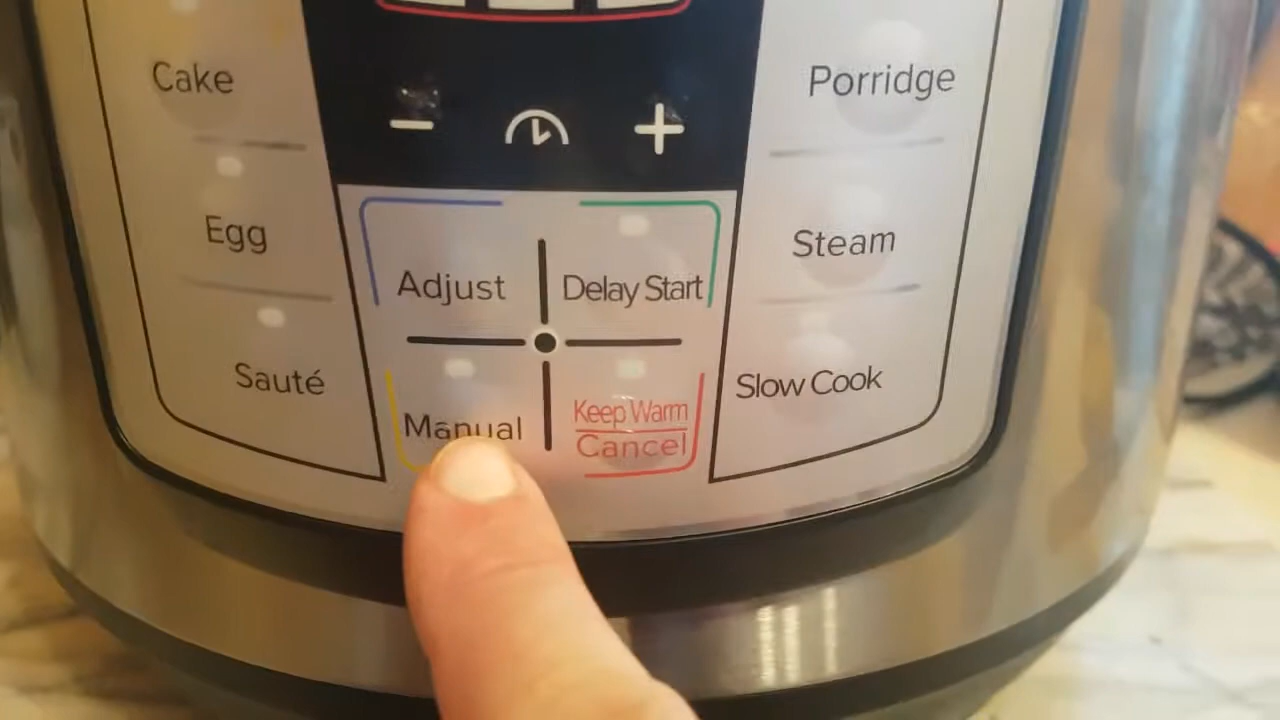 Cake
Porridge
− +
Egg
Steam
Adjust
Delay Start
Sauté
Slow Cook
Manual
Keep Warm
Cancel